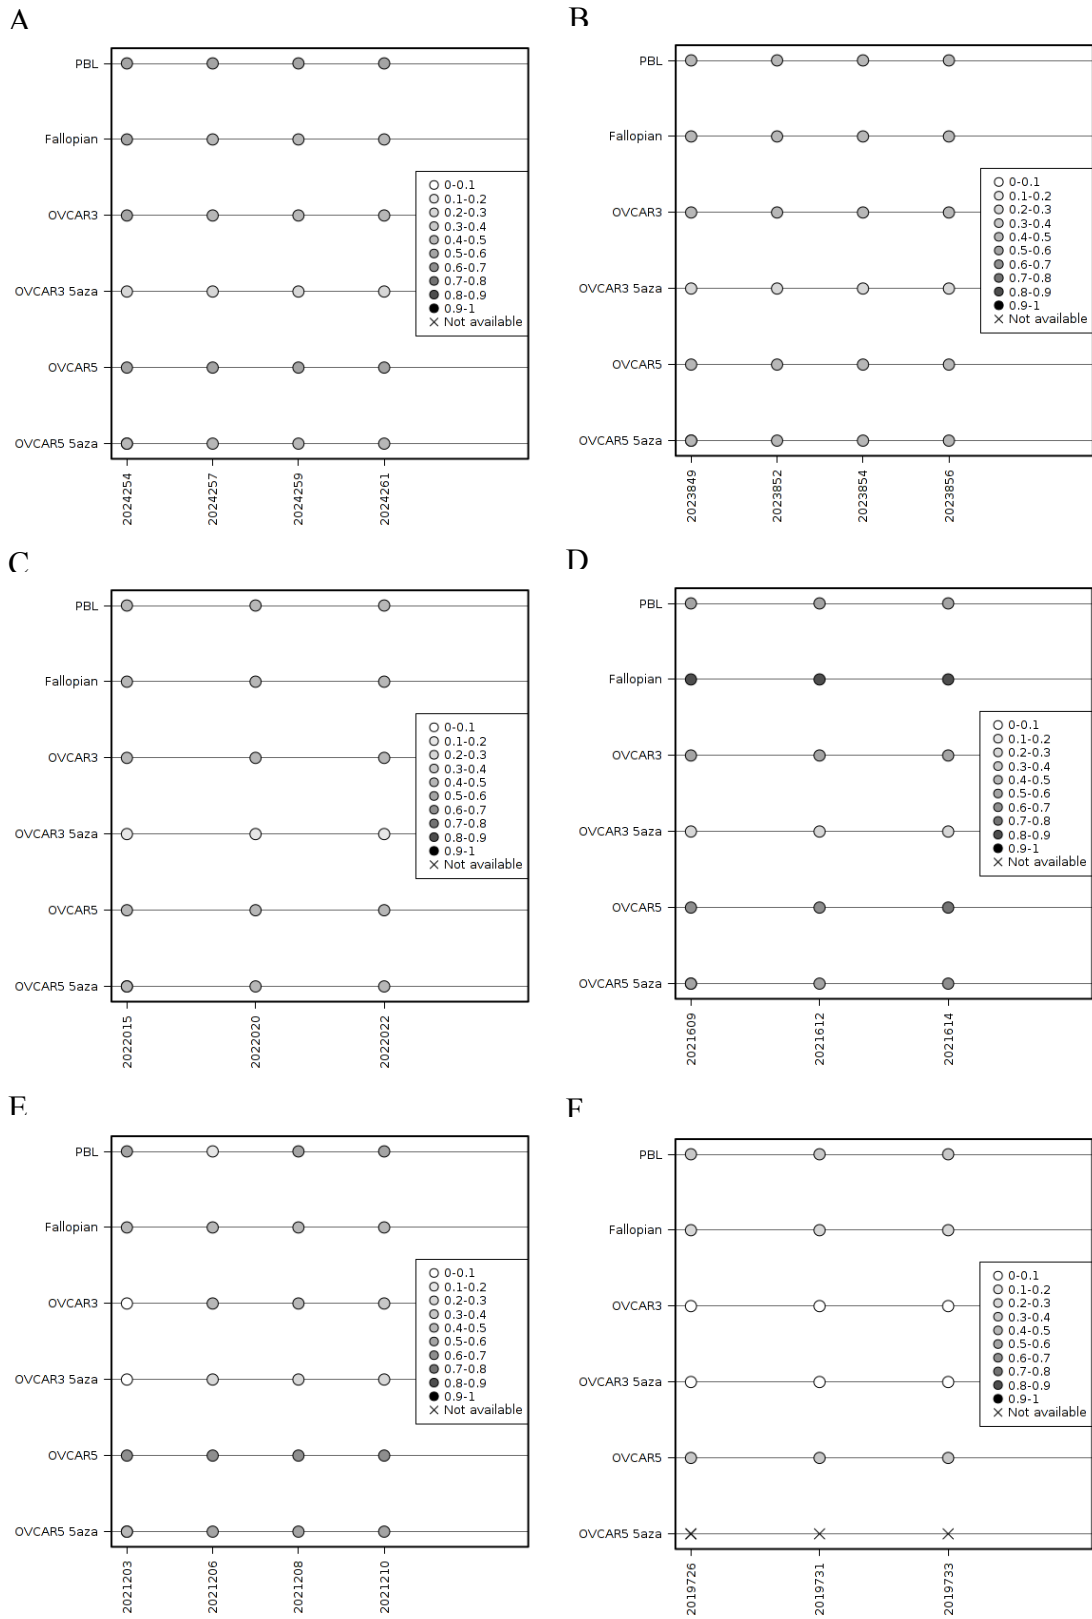 A
PBL
Fallopian
OVCAR3
OVCAR3 5aza
OVCAR5
OVCAR5 5aza
0-0.1
0.1-0.2
0.2-0.3
0.3-0.4
0.4-0.5
0.5-0.6
0.6-0.7
0.7-0.8
0.8-0.9
0.9-1
Not available
2024254
2024257
2024259
2024261
B
PBL
Fallopian
OVCAR3
OVCAR3 5aza
OVCAR5
OVCAR5 5aza
0-0.1
0.1-0.2
0.2-0.3
0.3-0.4
0.4-0.5
0.5-0.6
0.6-0.7
0.7-0.8
0.8-0.9
0.9-1
Not available
2023849
2023852
2023854
2023856
C
PBL
Fallopian
OVCAR3
OVCAR3 5aza
OVCAR5
OVCAR5 5aza
0-0.1
0.1-0.2
0.2-0.3
0.3-0.4
0.4-0.5
0.5-0.6
0.6-0.7
0.7-0.8
0.8-0.9
0.9-1
Not available
2022015
2022020
2022022
D
PBL
Fallopian
OVCAR3
OVCAR3 5aza
OVCAR5
OVCAR5 5aza
0-0.1
0.1-0.2
0.2-0.3
0.3-0.4
0.4-0.5
0.5-0.6
0.6-0.7
0.7-0.8
0.8-0.9
0.9-1
Not available
2021609
2021612
2021614
E
PBL
Fallopian
OVCAR3
OVCAR3 5aza
OVCAR5
OVCAR5 5aza
0-0.1
0.1-0.2
0.2-0.3
0.3-0.4
0.4-0.5
0.5-0.6
0.6-0.7
0.7-0.8
0.8-0.9
0.9-1
Not available
2021203
2021206
2021208
2021210
F
PBL
Fallopian
OVCAR3
OVCAR3 5aza
OVCAR5
OVCAR5 5aza
0-0.1
0.1-0.2
0.2-0.3
0.3-0.4
0.4-0.5
0.5-0.6
0.6-0.7
0.7-0.8
0.8-0.9
0.9-1
Not available
2019726
2019731
2019733